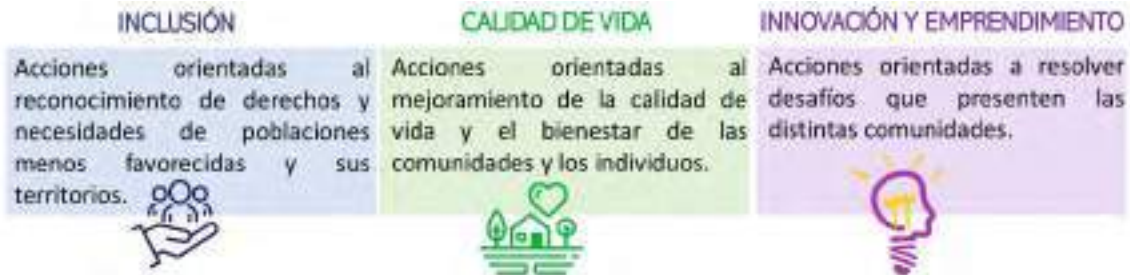 INCLUSIÓN
Acciones orientadas al
reconocimiento de derechos y
necesidades de poblaciones
menos favorecidas y sus
territorios.
CALIDAD DE VIDA
Acciones orientadas al
mejoramiento de la calidad de
vida y el bienestar de las
comunidades y los individuos.
INNOVACIÓN Y EMPRENDIMIENTO
Acciones orientadas a resolver
desafíos que presenten las
distintas comunidades.